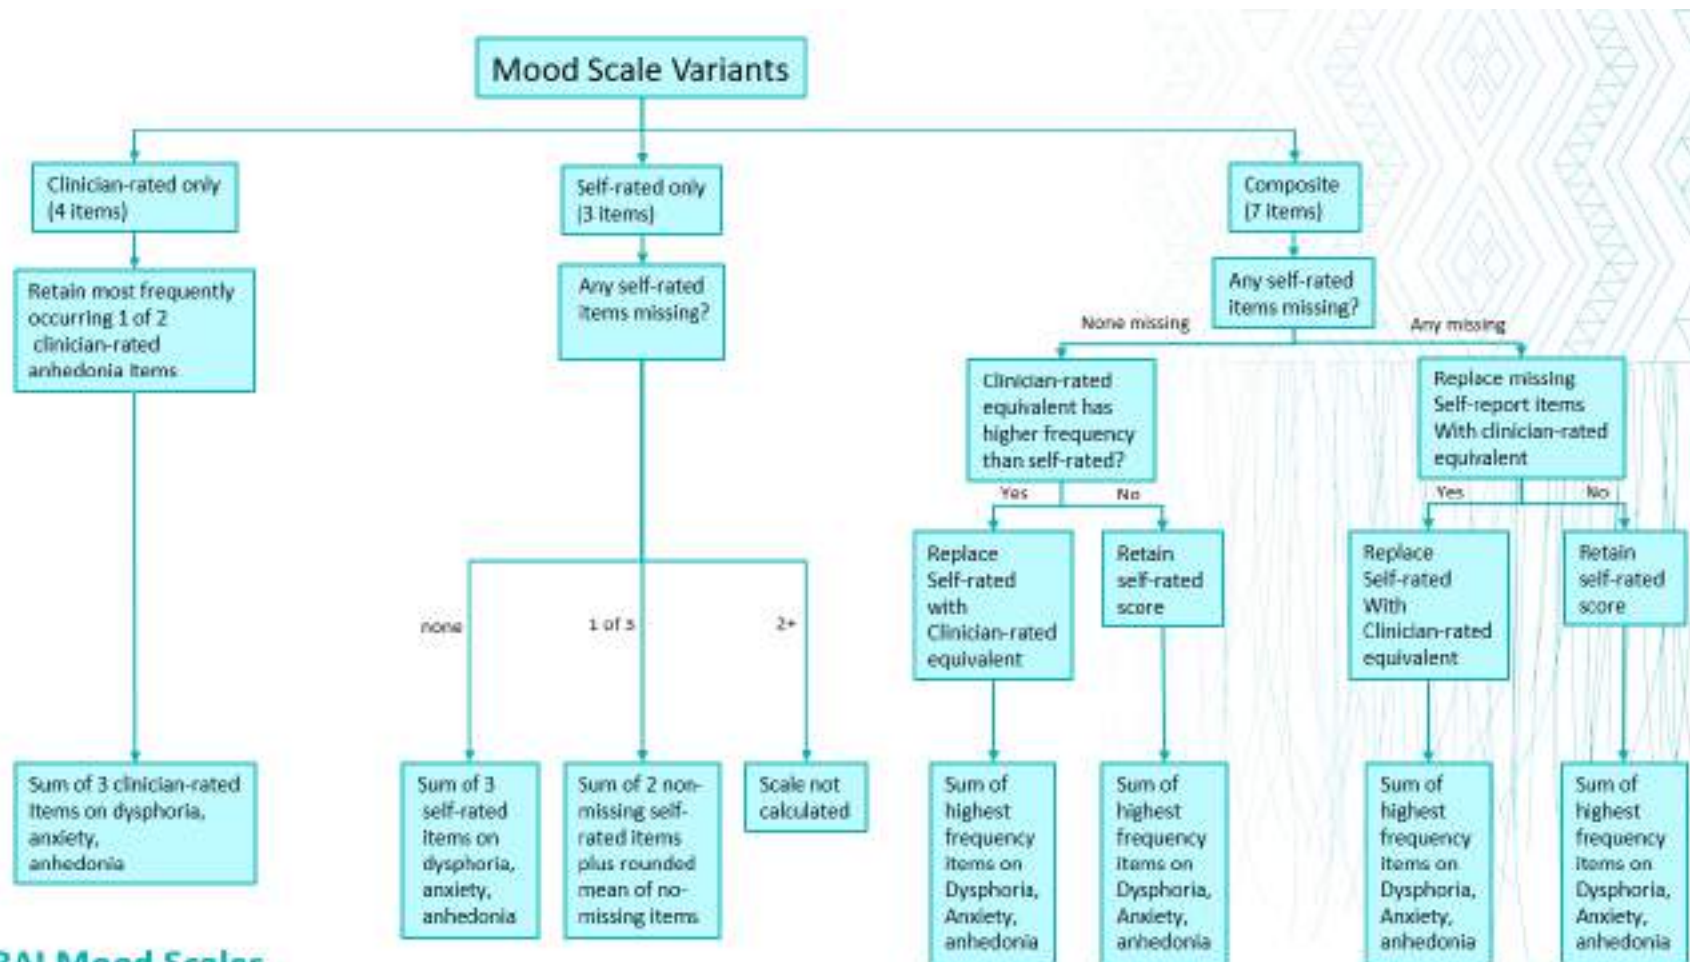 Mood Scale Variants
Clinician-rated only
(4 items)
Self-rated only
(3 items)
Composite
(7 items)
Retain most frequently
occurring 1 of 2
clinician-rated
anhedonia items
Any self-rated
items missing?
Any self-rated
items missing?
None missing
Any missing
Clinician-rated
equivalent has
higher frequency
than self-rated?
Replace missing
Self-report items
With clinician-rated
equivalent
Yes
No
Yes
No
Replace
Self-rated
with
Clinician-rated
equivalent
Retain
self-rated
score
Replace
Self-rated
With
Clinician-rated
equivalent
Retain
self-rated
score
none
1 of 3
2+
Sum of 3 clinician-rated
Items on dysphoria,
anxiety,
anhedonia
Sum of 3
self-rated
items on
dysphoria,
anxiety,
anhedonia
Sum of 2 non-
missing self-
rated items
plus rounded
mean of no-
missing items
Scale not
calculated
Sum of
highest
frequency
items on
Dysphoria,
Anxiety,
anhedonia
Sum of
highest
frequency
items on
Dysphoria,
Anxiety,
anhedonia
Sum of
highest
frequency
items on
Dysphoria,
Anxiety,
anhedonia
Sum of
highest
frequency
items on
Dysphoria,
Anxiety,
anhedonia
Mood Scales